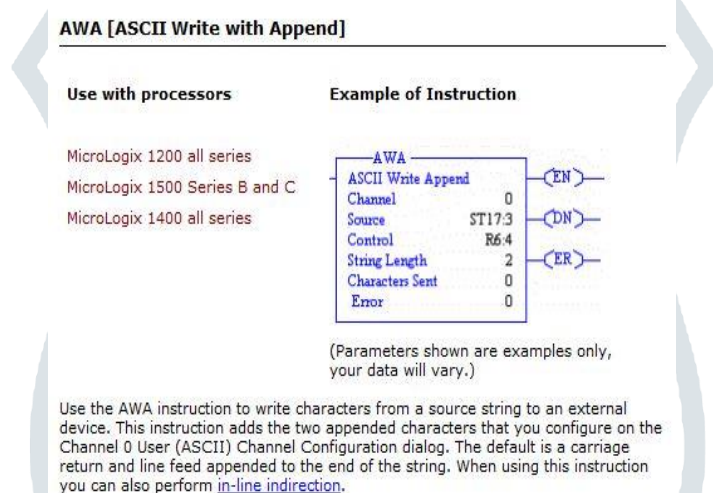 AWA [ASCII Write with Append]
Use with processors
Example of Instruction
MicroLogix 1200 all series
MicroLogix 1500 Series B and C
MicroLogix 1400 all series
AWA
ASCII Write Append
Channel 0
Source ST17:3
Control R6:4
String Length 2
Characters Sent 0
Error 0
EN
DN
ER
(Parameters shown are examples only,
your data will vary.)
Use the AWA instruction to write characters from a source string to an external
device. This instruction adds the two appended characters that you configure on the
Channel 0 User (ASCII) Channel Configuration dialog. The default is a carriage
return and line feed appended to the end of the string. When using this instruction
you can also perform in-line indirection.